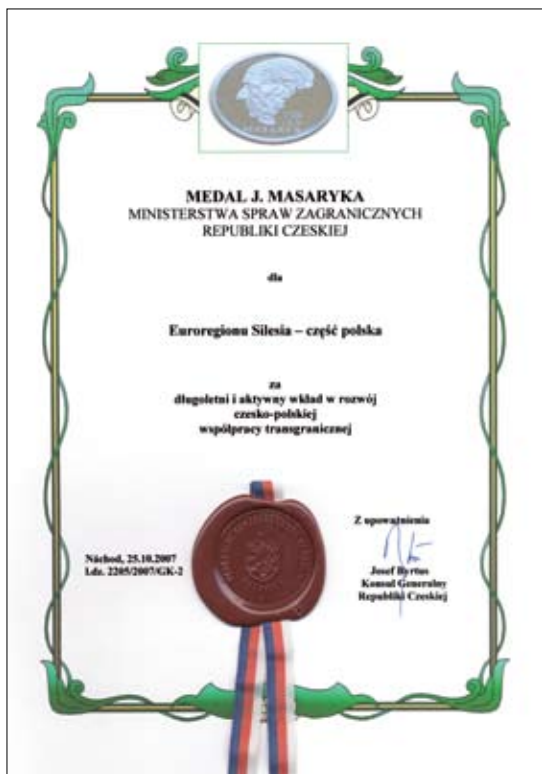 MASARYK
MEDAL J. MASARYKA
MINISTERSTWA SPRAW ZAGRANICZNYCH
REPUBLIKI CZESKIEJ
dla
Euroregionu Silesia – część polska
za
długoletni i aktywny wkład w rozwój
czesko-polskiej
współpracy transgranicznej
Z upoważnienia
Náchod, 25.10.2007
Ldz. 2205/2007/GK-2
Josef Byrtus
Konsul Generalny
Republiki Czeskiej